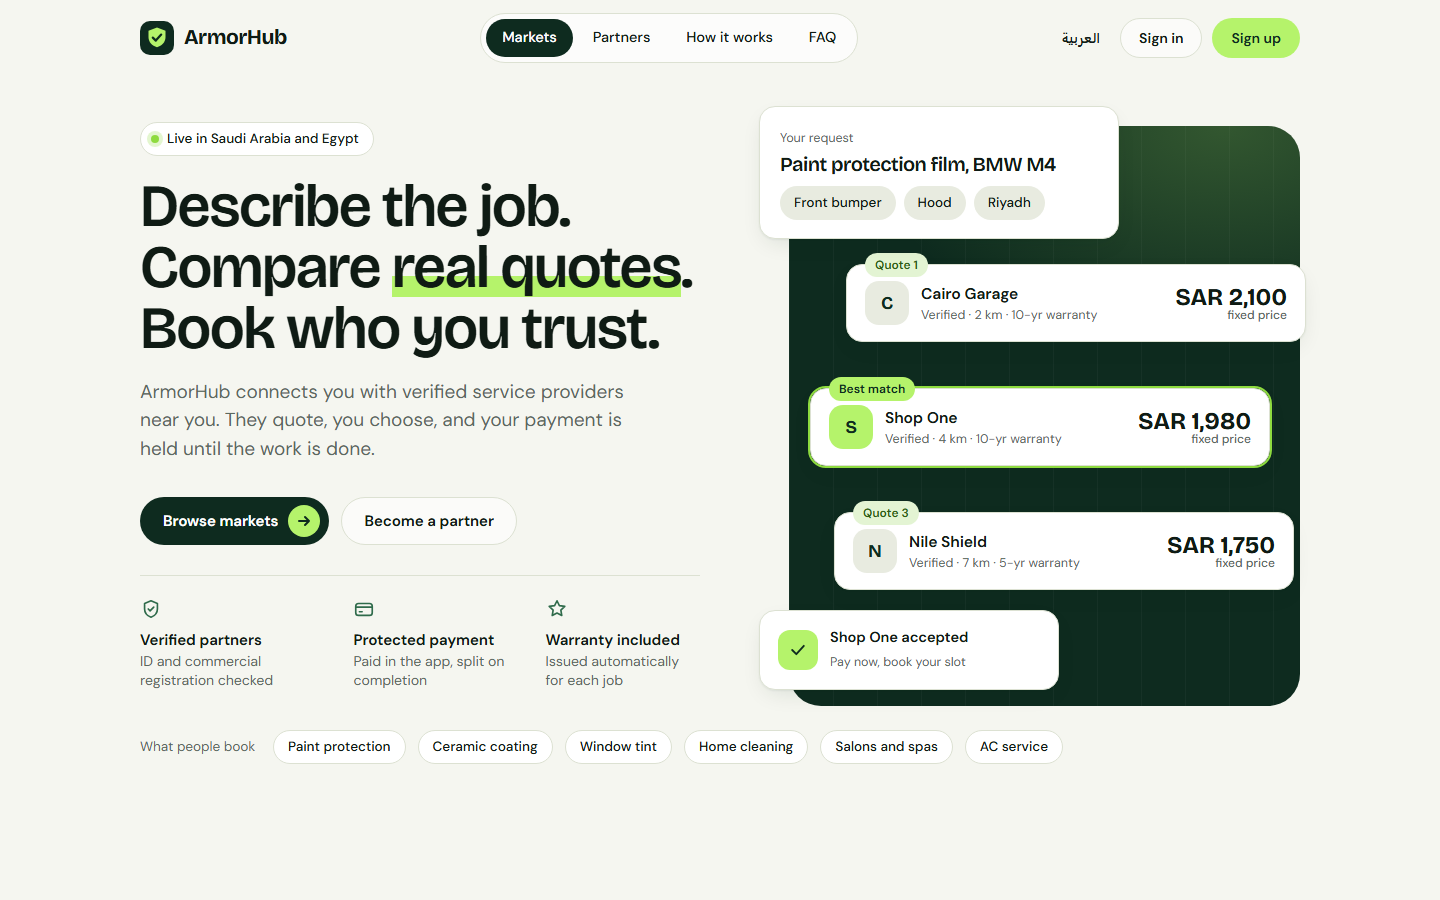 ArmorHub
Markets
Partners
How it works
FAQ
العربية
Sign in
Sign up
Live in Saudi Arabia and Egypt
Describe the job.
Compare real quotes.
Book who you trust.
ArmorHub connects you with verified service providers
near you. They quote, you choose, and your payment is
held until the work is done.
Browse markets
Become a partner
Verified partners
ID and commercial
registration checked
Protected payment
Paid in the app, split on
completion
Warranty included
Issued automatically
for each job
Your request
Paint protection film, BMW M4
Front bumper
Hood
Riyadh
Quote 1
C
Cairo Garage
Verified · 2 km · 10-yr warranty
SAR 2,100
fixed price
Best match
S
Shop One
Verified · 4 km · 10-yr warranty
SAR 1,980
fixed price
Quote 3
N
Nile Shield
Verified · 7 km · 5-yr warranty
SAR 1,750
fixed price
Shop One accepted
Pay now, book your slot
What people book
Paint protection
Ceramic coating
Window tint
Home cleaning
Salons and spas
AC service